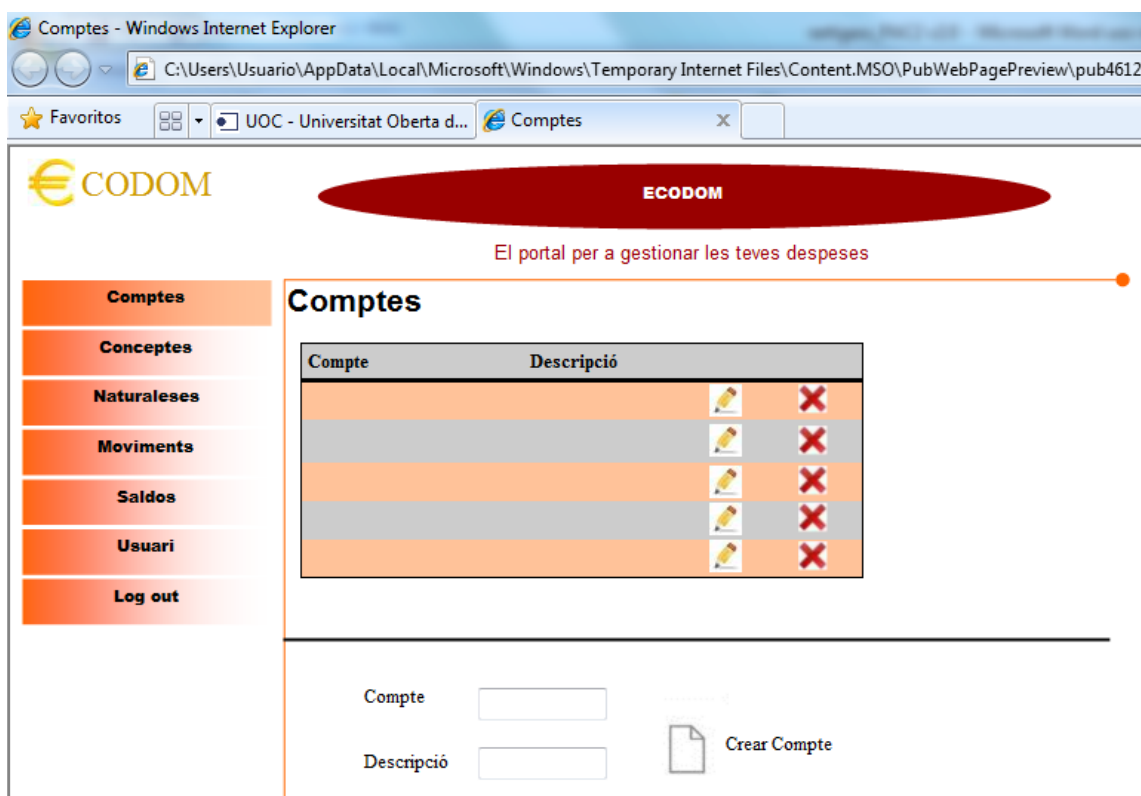 Comptes - Windows Internet Explorer
C:\Users\Usuario\AppData\Local\Microsoft\Windows\Temporary Internet Files\Content.MSO\PubWebPagePreview\pub4612
Favoritos
UOC - Universitat Oberta d...
Comptes
€CODOM
ECODOM
El portal per a gestionar les teves despeses
Comptes
Conceptes
Naturaleses
Moviments
Saldos
Usuari
Log out
Comptes
Compte Descripció
Compte
Descripció
Crear Compte